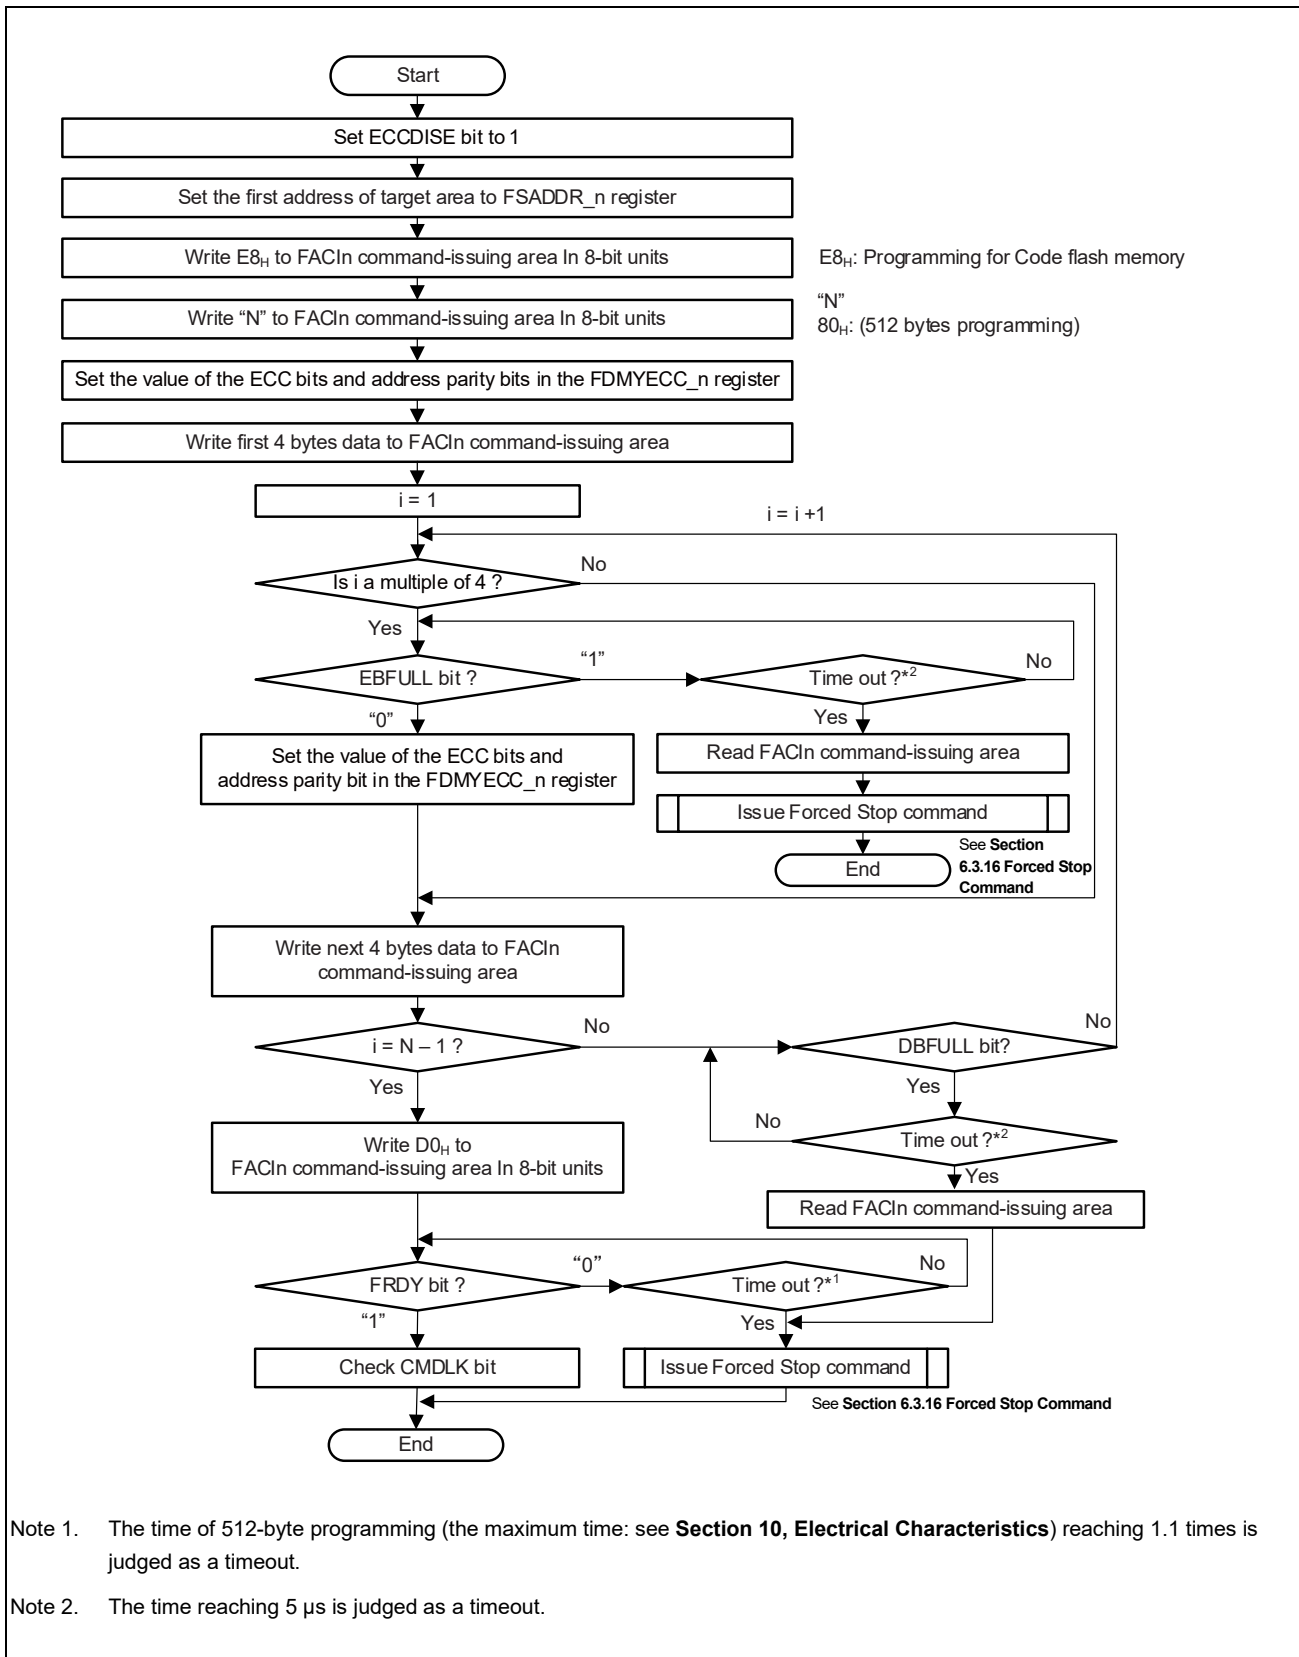 Start
Set ECCDISE bit to 1
Set the first address of target area to FSADDR_n register
Write E8H to FACIn command-issuing area In 8-bit units
E8H: Programming for Code flash memory
Write “N” to FACIn command-issuing area In 8-bit units
“N”
80H: (512 bytes programming)
Set the value of the ECC bits and address parity bits in the FDMYECC_n register
Write first 4 bytes data to FACIn command-issuing area
i = 1
i = i +1
Is i a multiple of 4 ?
No
Yes
EBFULL bit ?
“1”
Time out ?*2
No
“0”
Yes
Set the value of the ECC bits and
address parity bit in the FDMYECC_n register
Read FACIn command-issuing area
Issue Forced Stop command
End
See Section
6.3.16 Forced Stop
Command
Write next 4 bytes data to FACIn
command-issuing area
i = N – 1 ?
No
DBFULL bit?
No
Yes
Yes
Write D0H to
FACIn command-issuing area In 8-bit units
No
Time out ?*2
Yes
Read FACIn command-issuing area
FRDY bit ?
“0”
Time out ?*1
No
“1”
Yes
Check CMDLK bit
Issue Forced Stop command
See Section 6.3.16 Forced Stop Command
End
Note 1. The time of 512-byte programming (the maximum time: see Section 10, Electrical Characteristics) reaching 1.1 times is
judged as a timeout.
Note 2. The time reaching 5 µs is judged as a timeout.